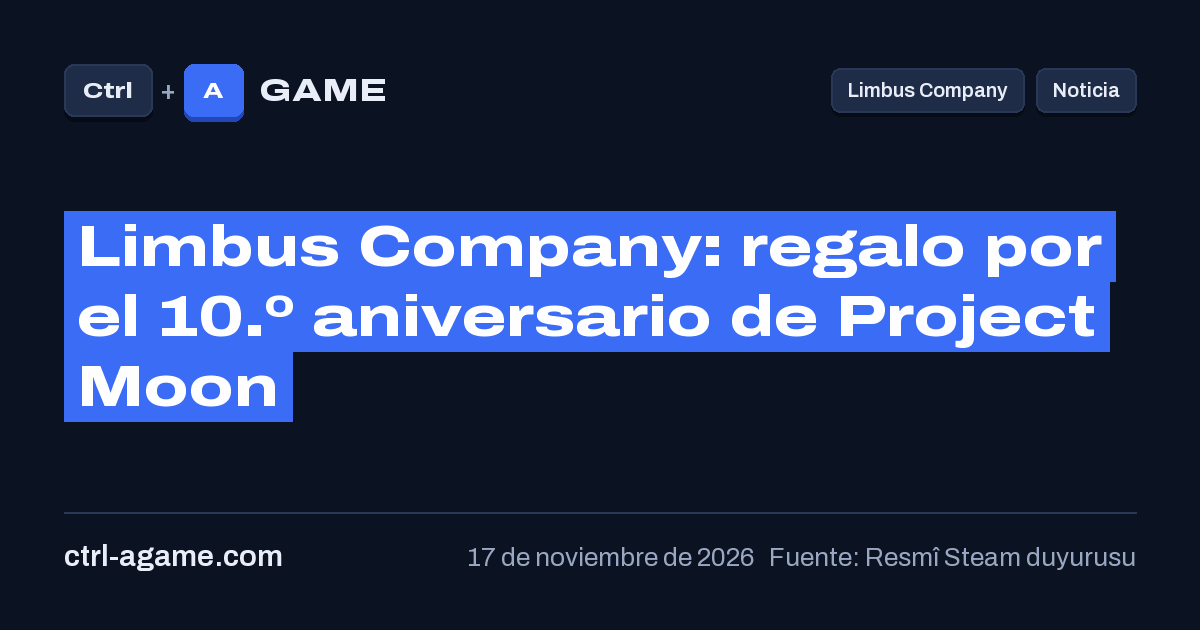 Ctrl + A GAME
Limbus Company Noticia
Limbus Company: regalo por
el 10.º aniversario de Project
Moon
ctrl-agame.com
17 de noviembre de 2026 Fuente: Resmî Steam duyurusu